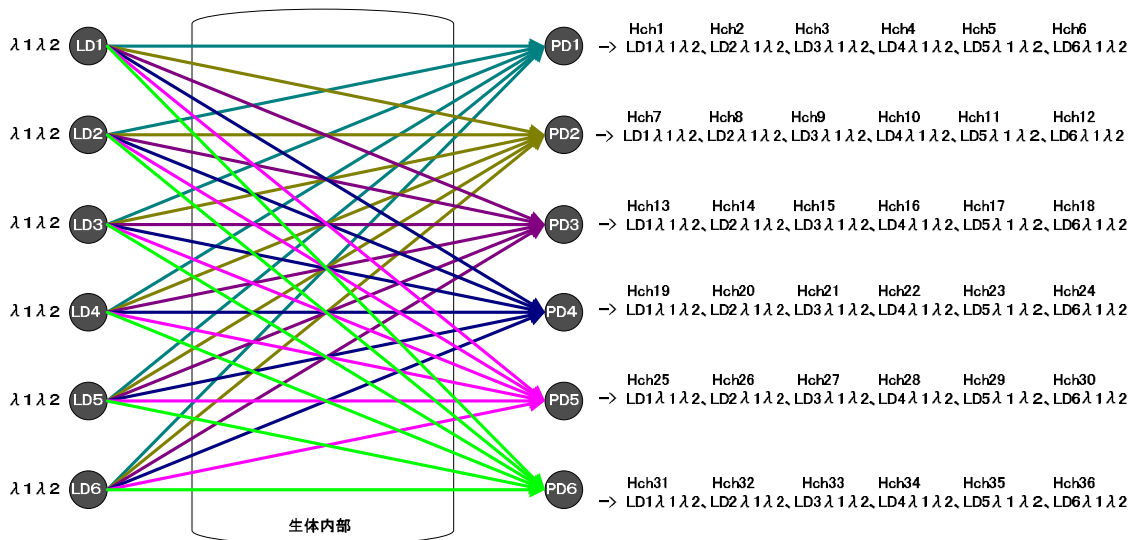 Hch1 Hch2 Hch3 Hch4 Hch5 Hch6
λ1λ2 LD1 PD1 -> LD1λ1λ2、LD2λ1λ2、LD3λ1λ2、LD4λ1λ2、LD5λ1λ2、LD6λ1λ2
Hch7 Hch8 Hch9 Hch10 Hch11 Hch12
λ1λ2 LD2 PD2 -> LD1λ1λ2、LD2λ1λ2、LD3λ1λ2、LD4λ1λ2、LD5λ1λ2、LD6λ1λ2
Hch13 Hch14 Hch15 Hch16 Hch17 Hch18
λ1λ2 LD3 PD3 -> LD1λ1λ2、LD2λ1λ2、LD3λ1λ2、LD4λ1λ2、LD5λ1λ2、LD6λ1λ2
Hch19 Hch20 Hch21 Hch22 Hch23 Hch24
λ1λ2 LD4 PD4 -> LD1λ1λ2、LD2λ1λ2、LD3λ1λ2、LD4λ1λ2、LD5λ1λ2、LD6λ1λ2
Hch25 Hch26 Hch27 Hch28 Hch29 Hch30
λ1λ2 LD5 PD5 -> LD1λ1λ2、LD2λ1λ2、LD3λ1λ2、LD4λ1λ2、LD5λ1λ2、LD6λ1λ2
Hch31 Hch32 Hch33 Hch34 Hch35 Hch36
λ1λ2 LD6 PD6 -> LD1λ1λ2、LD2λ1λ2、LD3λ1λ2、LD4λ1λ2、LD5λ1λ2、LD6λ1λ2
生体内部